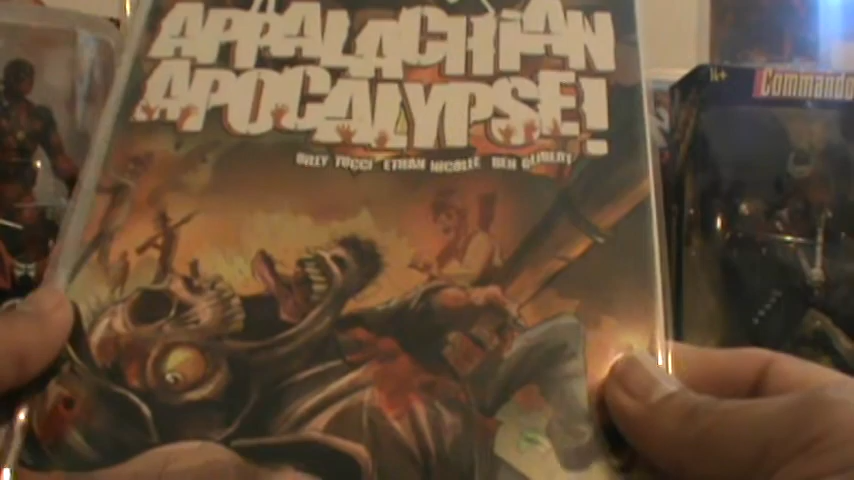 APPALACHIAN
APOCALYPSE!
BILLY TUCCI ETHAN NICOLLE BEN GLIBERT
Commando